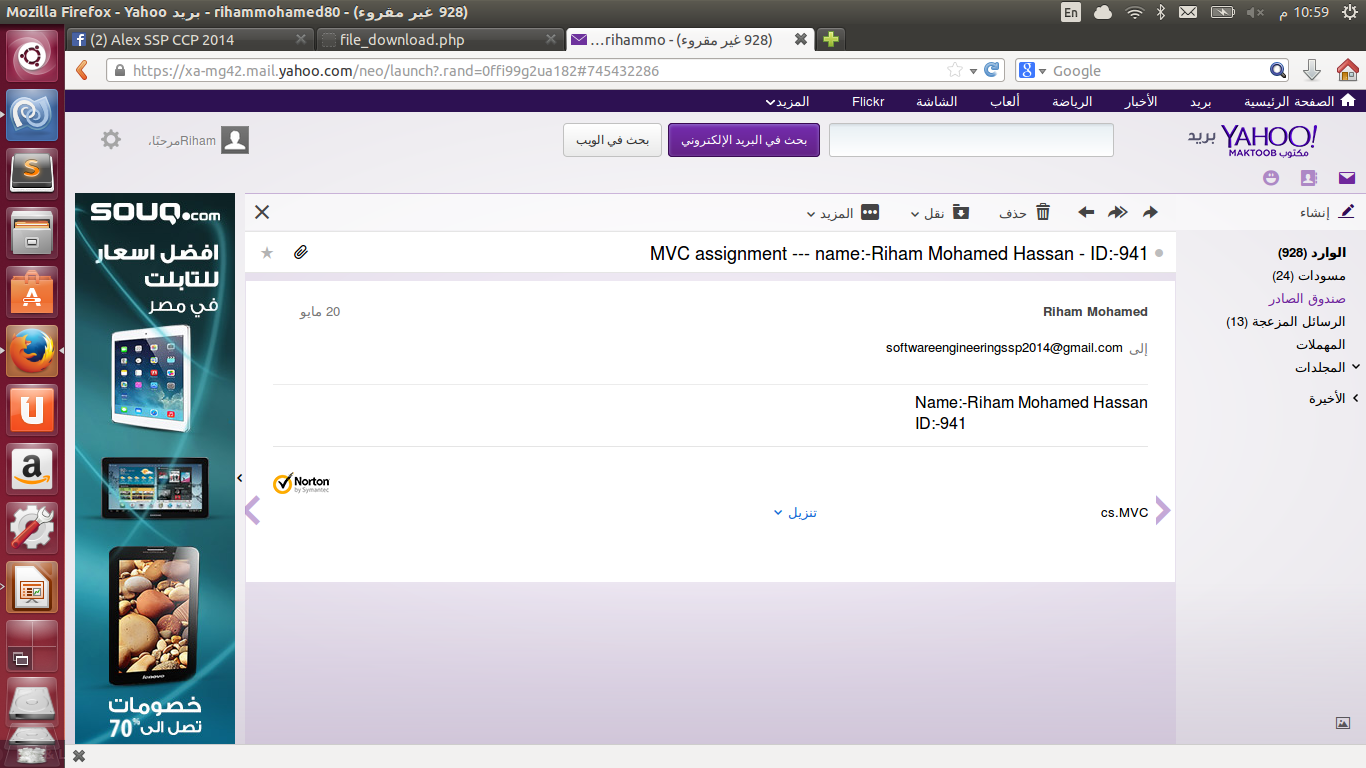 Mozilla Firefox - بريد Yahoo - rihammohamed80 - (928 غير مقروء)
En
10:59 م
(2) Alex SSP CCP 2014
file_download.php
(928 غير مقروء) - rihammo...
https://xa-mg42.mail.yahoo.com/neo/launch?.rand=0ffi99g2ua182#745432286
Google
الصفحة الرئيسية
بريد
الأخبار
الرياضة
ألعاب
الشاشة
Flickr
المزيد
YAHOO! بريد
MAKTOOB مكتوب
بحث في البريد الإلكتروني
بحث في الويب
مرحبًا، Riham
إنشاء
حذف
نقل
المزيد
الوارد (928)
مسودات (24)
صندوق الصادر
الرسائل المزعجة (13)
المهملات
المجلدات
الأخيرة
MVC assignment --- name:-Riham Mohamed Hassan - ID:-941
Riham Mohamed
20 مايو
إلى softwareengineeringssp2014@gmail.com
Name:-Riham Mohamed Hassan
ID:-941
Norton
by Symantec
cs.MVC
تنزيل
SOUQ.com
افضل اسعار
للتابلت
في مصر
lenovo
خصومات
تصل الى 70%